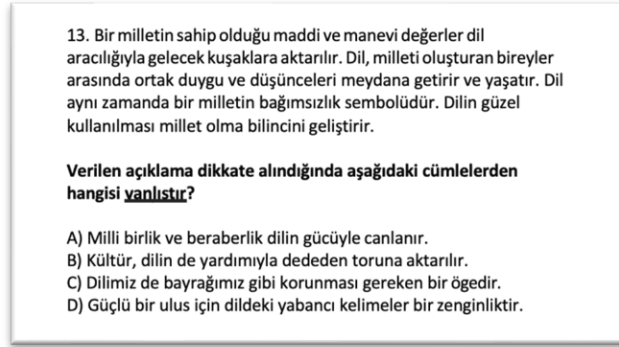 13. Bir milletin sahip olduğu maddi ve manevi değerler dil
aracılığıyla gelecek kuşaklara aktarılır. Dil, milleti oluşturan bireyler
arasında ortak duygu ve düşünceleri meydana getirir ve yaşatır. Dil
aynı zamanda bir milletin bağımsızlık sembolüdür. Dilin güzel
kullanılması millet olma bilincini geliştirir.
Verilen açıklama dikkate alındığında aşağıdaki cümlelerden
hangisi yanlıştır?
A) Milli birlik ve beraberlik dilin gücüyle canlanır.
B) Kültür, dilin de yardımıyla dededen toruna aktarılır.
C) Dilimiz de bayrağımız gibi korunması gereken bir ögedir.
D) Güçlü bir ulus için dildeki yabancı kelimeler bir zenginliktir.